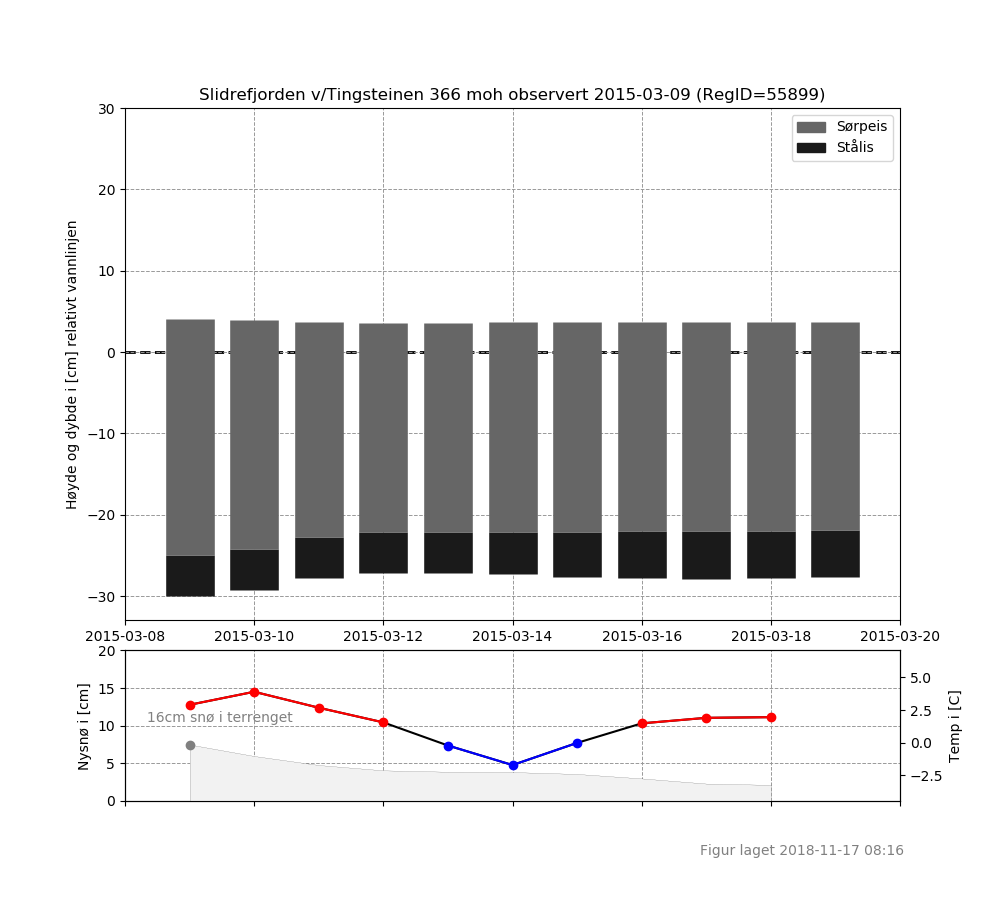 Slidrefjorden v/Tingsteinen 366 moh observert 2015-03-09 (RegID=55899)
Høyde og dybde i [cm] relativt vannlinjen
30
20
10
0
−10
−20
−30
Sørpeis
Stålis
2015-03-08 2015-03-10 2015-03-12 2015-03-14 2015-03-16 2015-03-18 2015-03-20
Nysnø i [cm]
20
15
10
5
0
16cm snø i terrenget
5.0
2.5
0.0
−2.5
Temp i [C]
Figur laget 2018-11-17 08:16